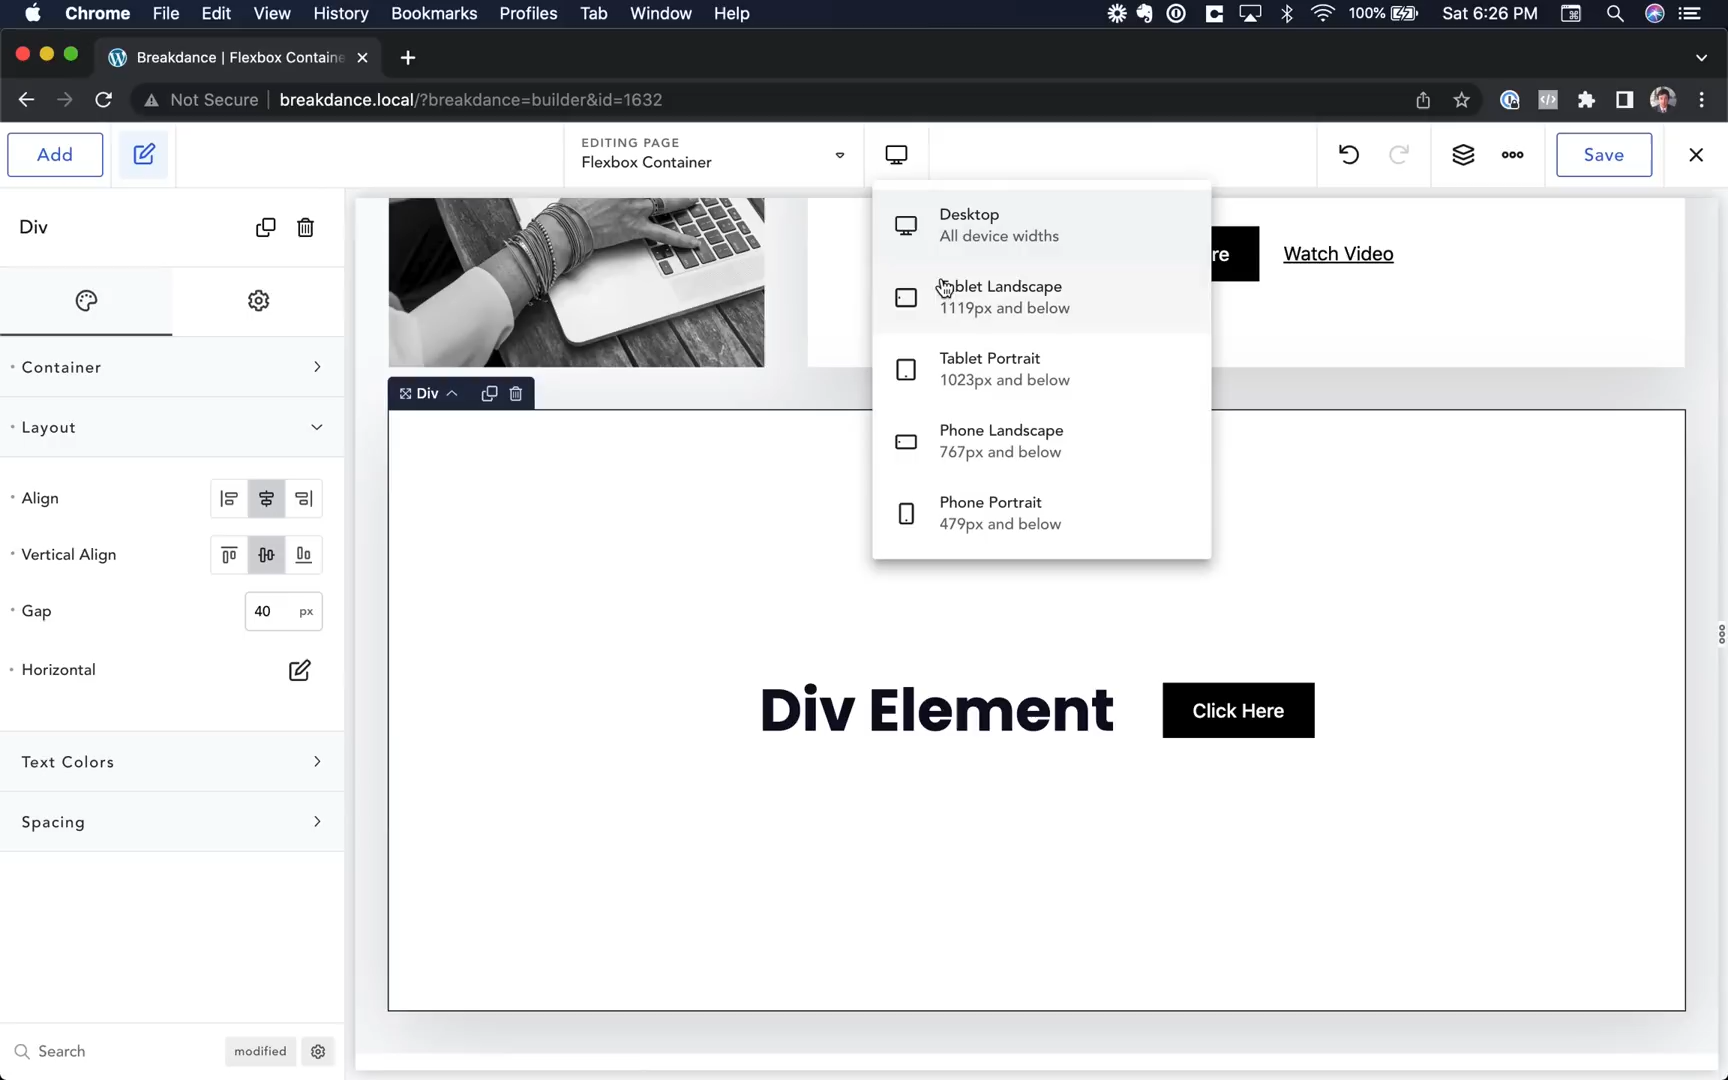 Chrome File Edit View History Bookmarks Profiles Tab Window Help 100% Sat 6:26 PM
Breakdance | Flexbox Containe
Not Secure | breakdance.local/?breakdance=builder&id=1632
Add
EDITING PAGE
Flexbox Container
Save
Div
Container
Layout
Align
Vertical Align
Gap 40 px
Horizontal
Text Colors
Spacing
Search modified
Desktop
All device widths
Tablet Landscape
1119px and below
Tablet Portrait
1023px and below
Phone Landscape
767px and below
Phone Portrait
479px and below
re Watch Video
Div
Div Element Click Here